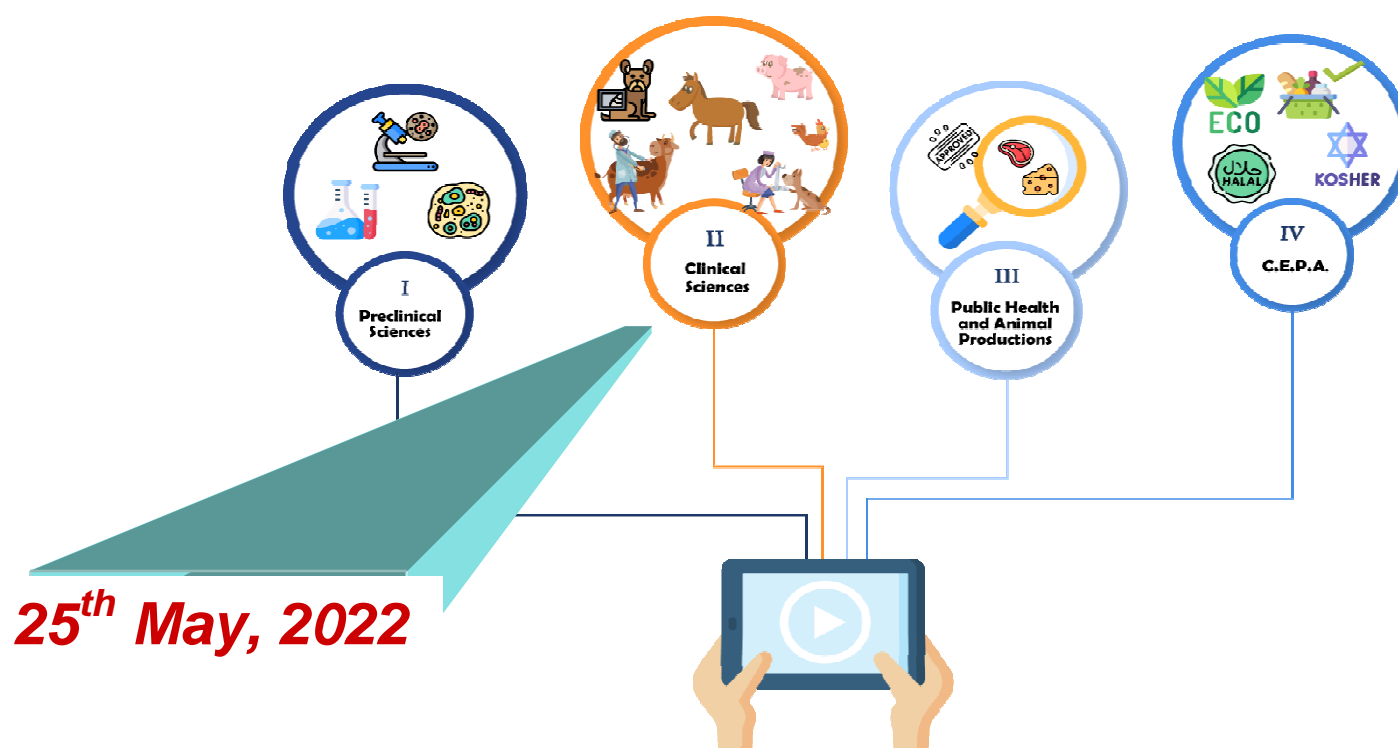 I
Preclinical
Sciences
II
Clinical
Sciences
APPROVED
III
Public Health
and Animal
Productions
ECO
حلال
HALAL
KOSHER
IV
C.E.P.A.
25th May, 2022